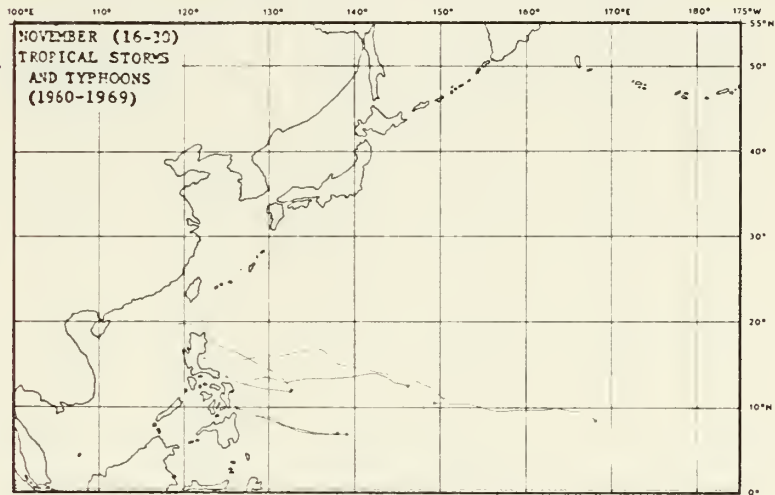 100°E 110° 120° 130° 140° 150° 160° 170°E 180° 175°W
55°N
NOVEMBER (16-30)
TROPICAL STORMS
AND TYPHOONS
(1960-1969)
50°
40°
30°
20°
10°N
0°